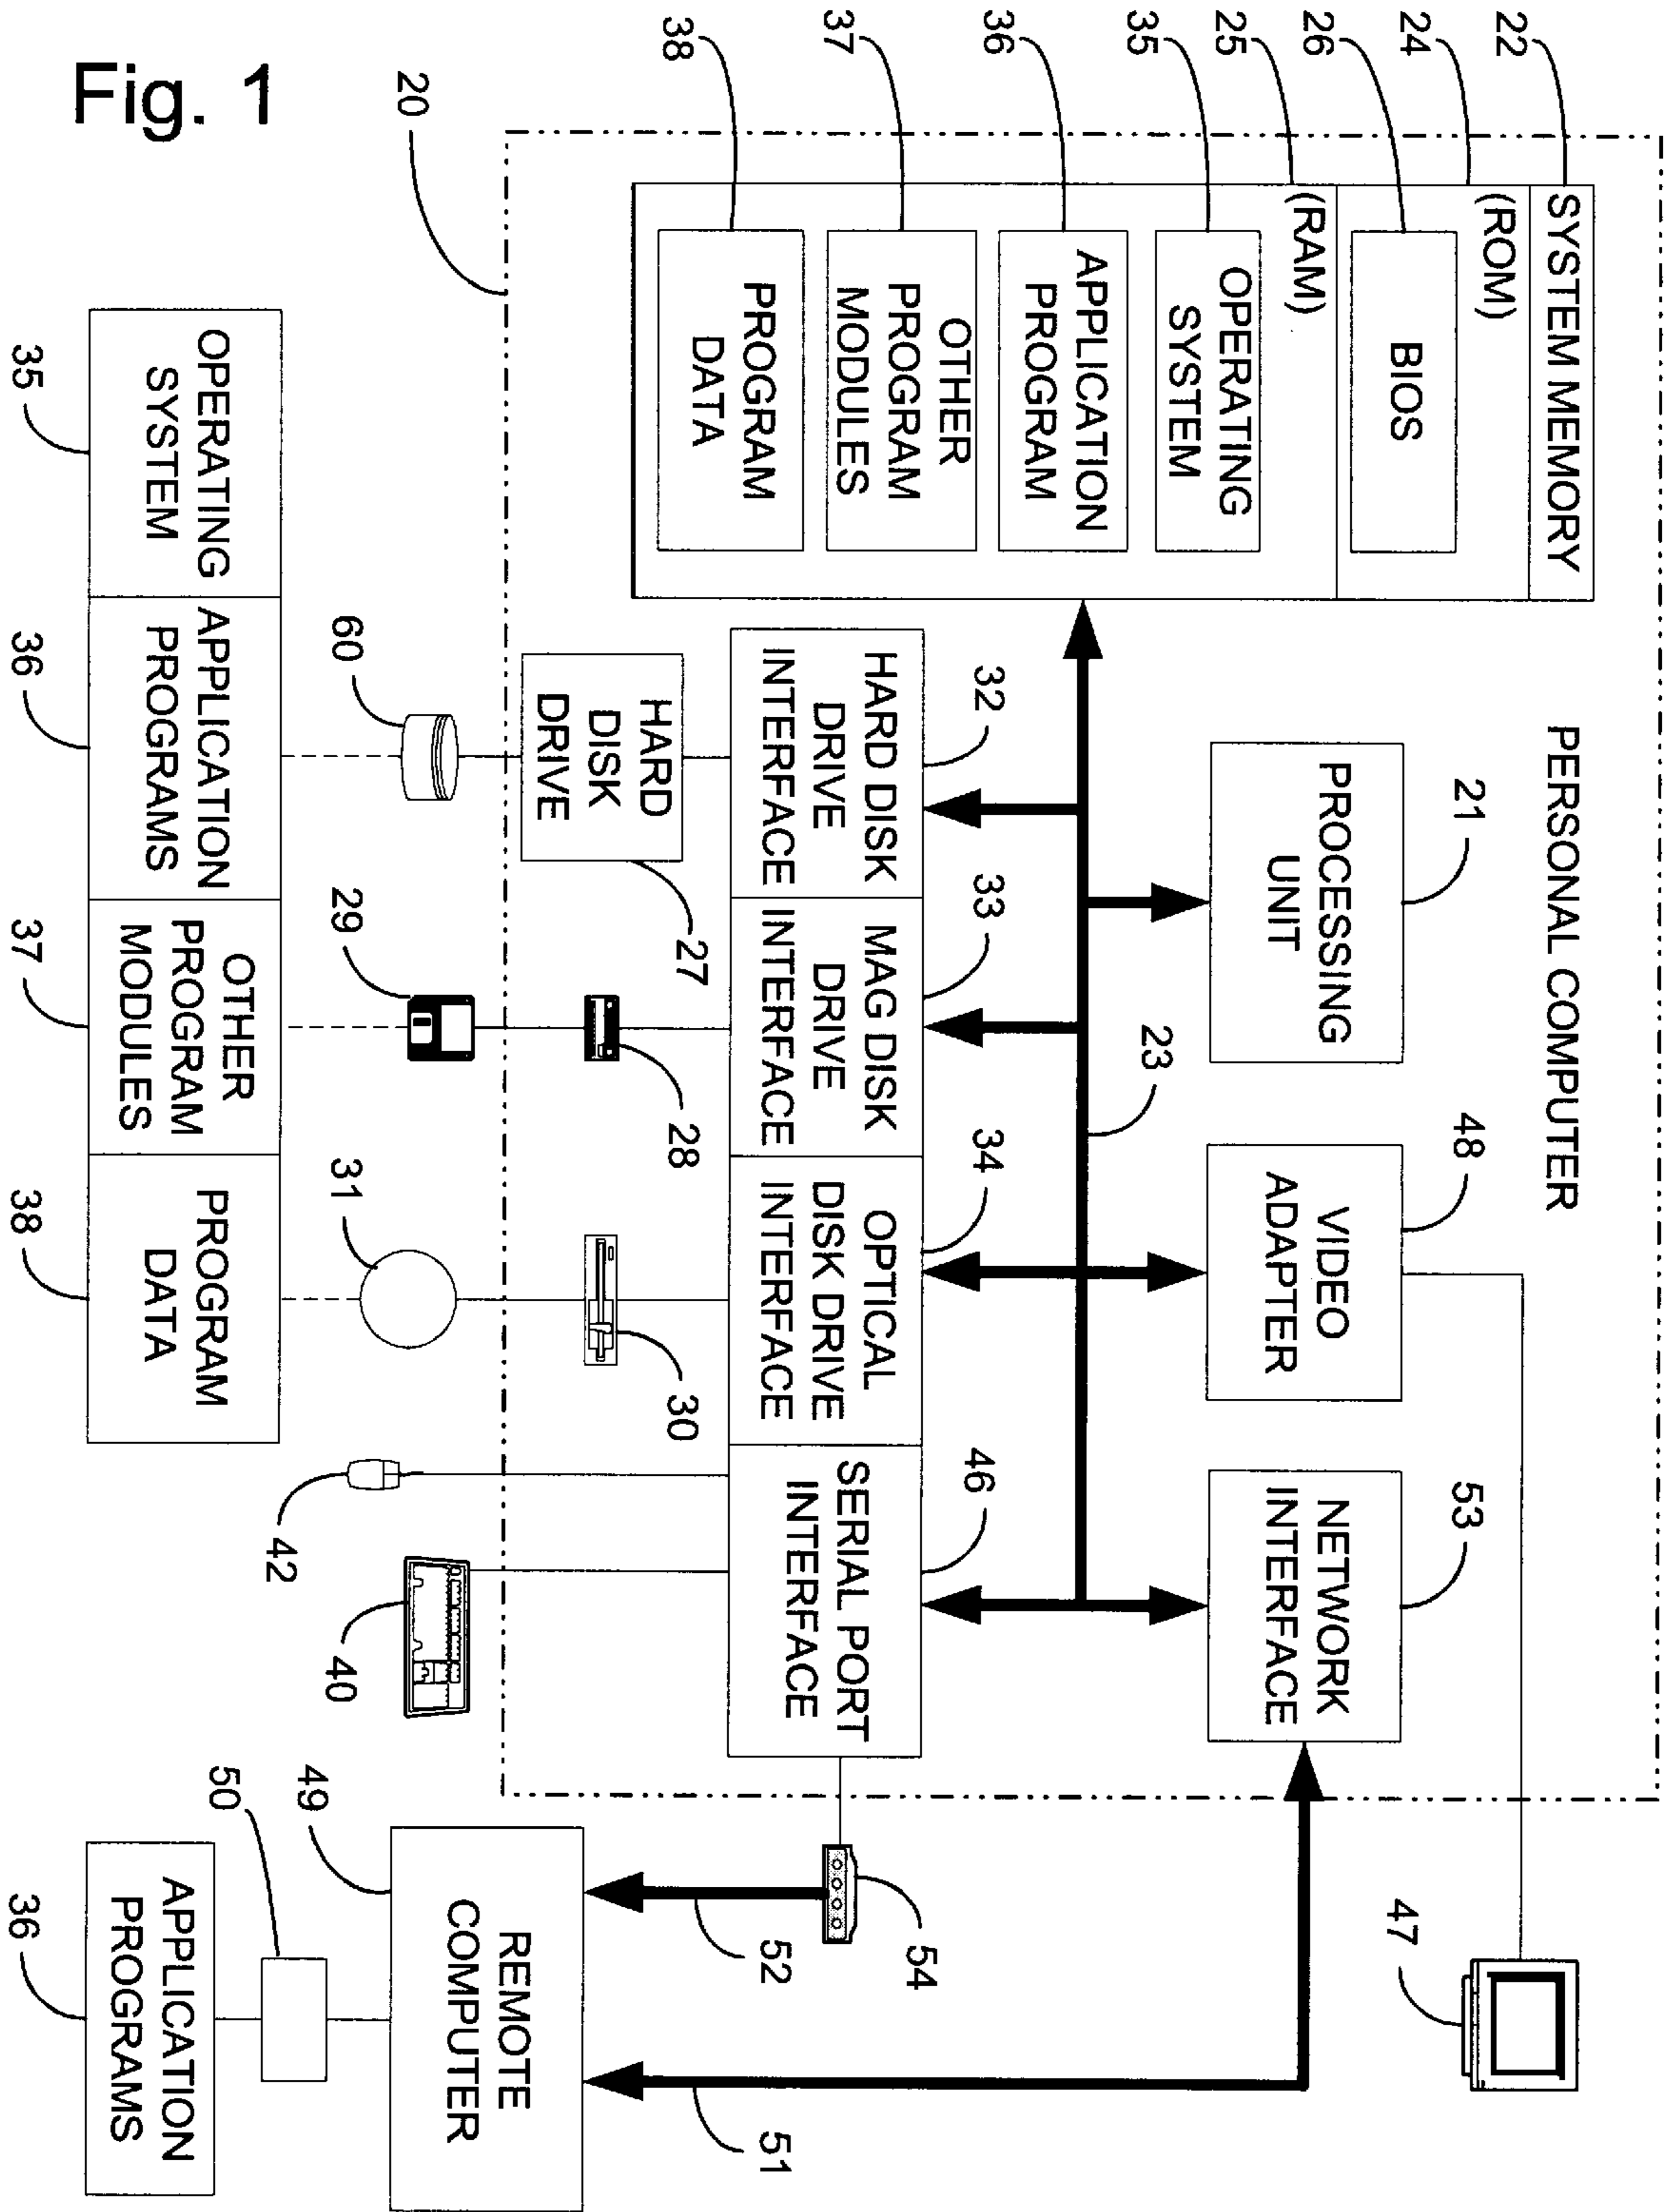 Fig. 1
PERSONAL COMPUTER
22
SYSTEM MEMORY
24
(ROM)
26
BIOS
25
(RAM)
35
OPERATING
SYSTEM
36
APPLICATION
PROGRAM
37
OTHER
PROGRAM
MODULES
38
PROGRAM
DATA
20
21
PROCESSING
UNIT
48
VIDEO
ADAPTER
53
NETWORK
INTERFACE
47
23
32
HARD DISK
DRIVE
INTERFACE
33
MAG DISK
DRIVE
INTERFACE
34
OPTICAL
DISK DRIVE
INTERFACE
46
SERIAL PORT
INTERFACE
54
HARD
DISK
DRIVE
27
28
30
52
51
60
29
31
42
40
49
REMOTE
COMPUTER
50
OPERATING
SYSTEM
35
APPLICATION
PROGRAMS
36
OTHER
PROGRAM
MODULES
37
PROGRAM
DATA
38
APPLICATION
PROGRAMS
36